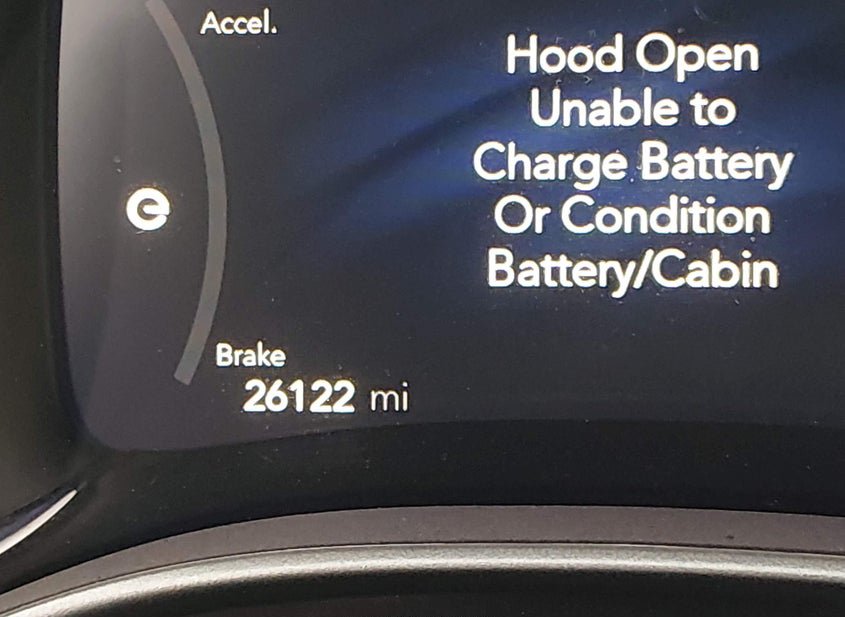 Accel.
Hood Open
Unable to
Charge Battery
Or Condition
Battery/Cabin
Brake
26122 mi